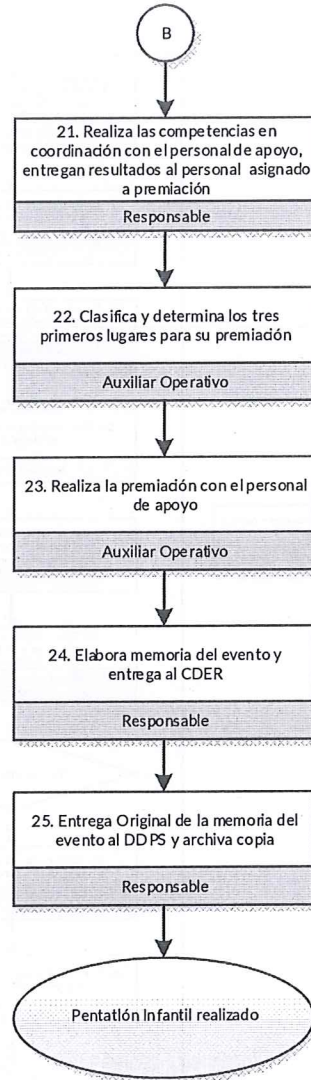 B
21. Realiza las competencias en
coordinación con el personal de apoyo,
entregan resultados al personal asignado
a premiación
Responsable
22. Clasifica y determina los tres
primeros lugares para su premiación
Auxiliar Operativo
23. Realiza la premiación con el personal
de apoyo
Auxiliar Operativo
24. Elabora memoria del evento y
entrega al CDER
Responsable
25. Entrega Original de la memoria del
evento al DDPS y archiva copia
Responsable
Pentatlón Infantil realizado